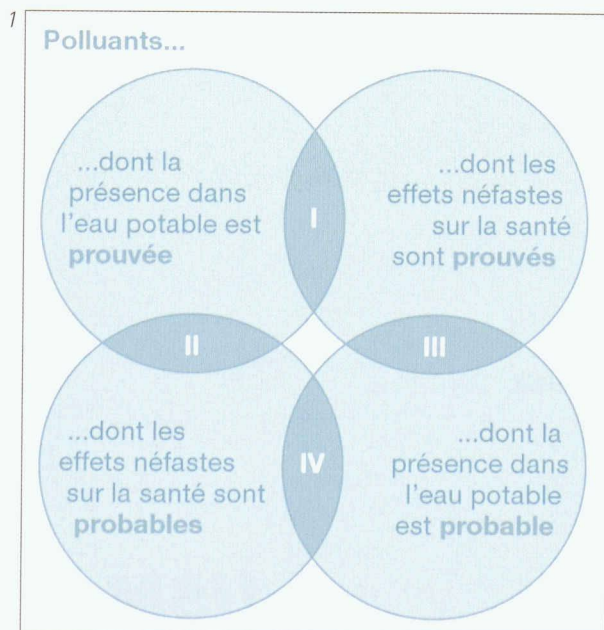 1
Polluants...
...dont la
présence dans
l'eau potable est
prouvée
I
...dont les
effets néfastes
sur la santé
sont prouvés
II
III
...dont les
effets néfastes
sur la santé sont
probables
IV
...dont la
présence dans
l'eau potable
est probable